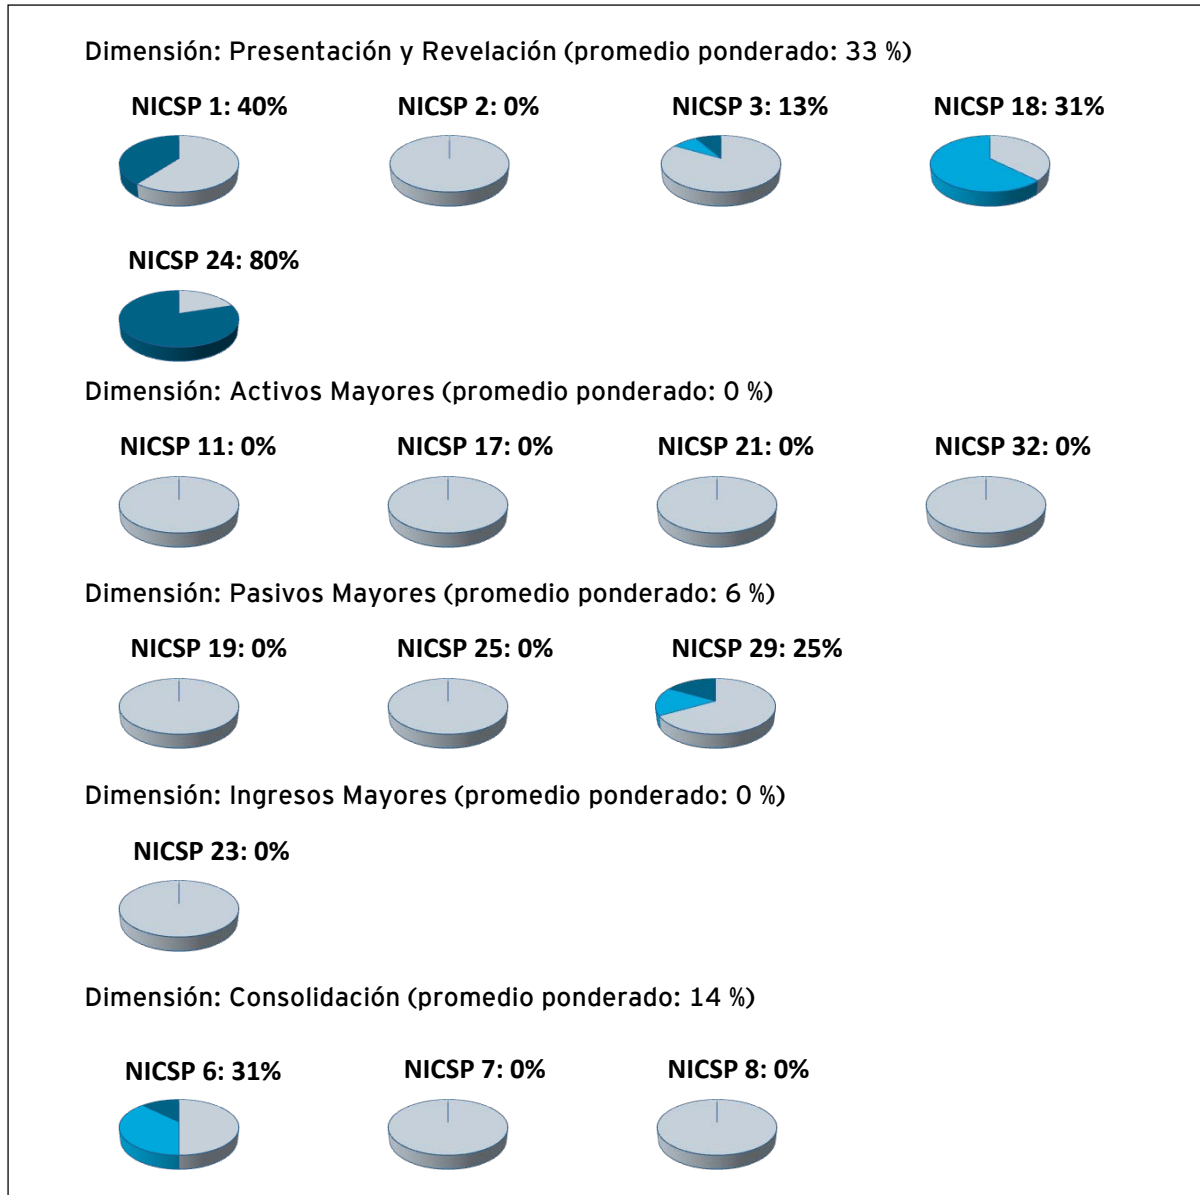 Dimensión: Presentación y Revelación (promedio ponderado: 33 %)
NICSP 1: 40%
NICSP 2: 0%
NICSP 3: 13%
NICSP 18: 31%
NICSP 24: 80%
Dimensión: Activos Mayores (promedio ponderado: 0 %)
NICSP 11: 0%
NICSP 17: 0%
NICSP 21: 0%
NICSP 32: 0%
Dimensión: Pasivos Mayores (promedio ponderado: 6 %)
NICSP 19: 0%
NICSP 25: 0%
NICSP 29: 25%
Dimensión: Ingresos Mayores (promedio ponderado: 0 %)
NICSP 23: 0%
Dimensión: Consolidación (promedio ponderado: 14 %)
NICSP 6: 31%
NICSP 7: 0%
NICSP 8: 0%